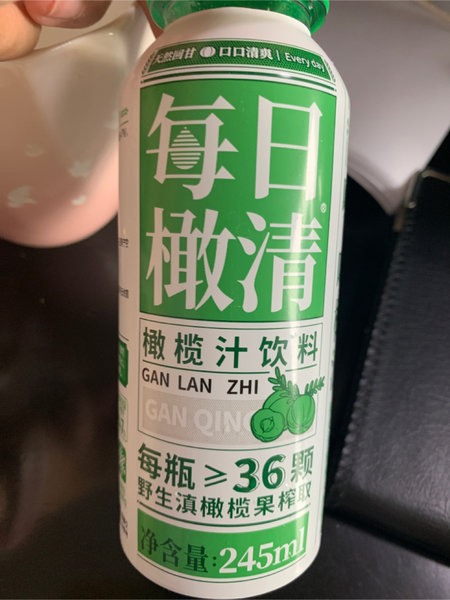 天然回甘 口口清爽 | Every day
每日
橄清®
橄榄汁饮料
GAN LAN ZHI
GAN QING
每瓶≥36颗
野生滇橄榄果榨取
净含量:245ml